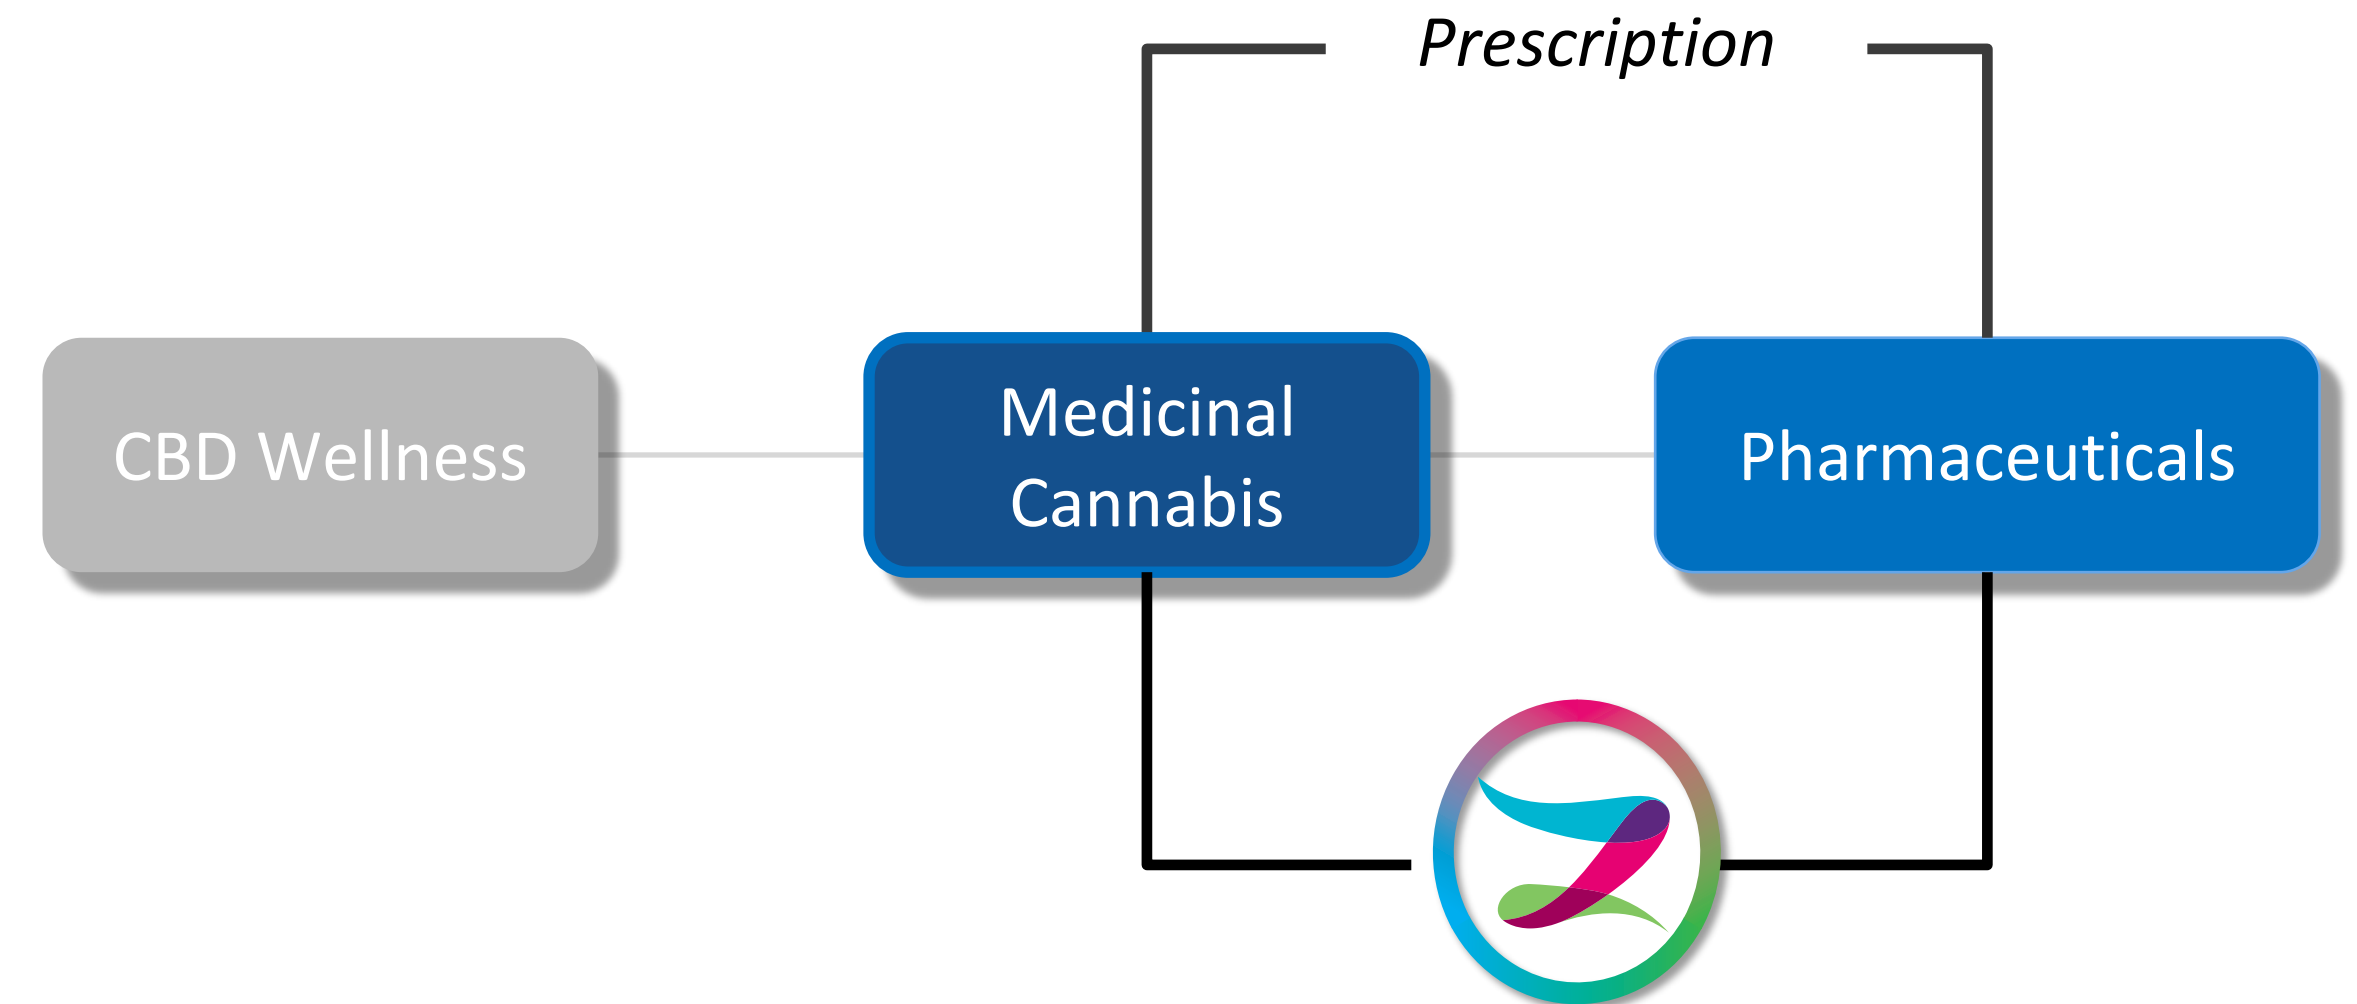 Prescription
CBD Wellness
Medicinal
Cannabis
Pharmaceuticals